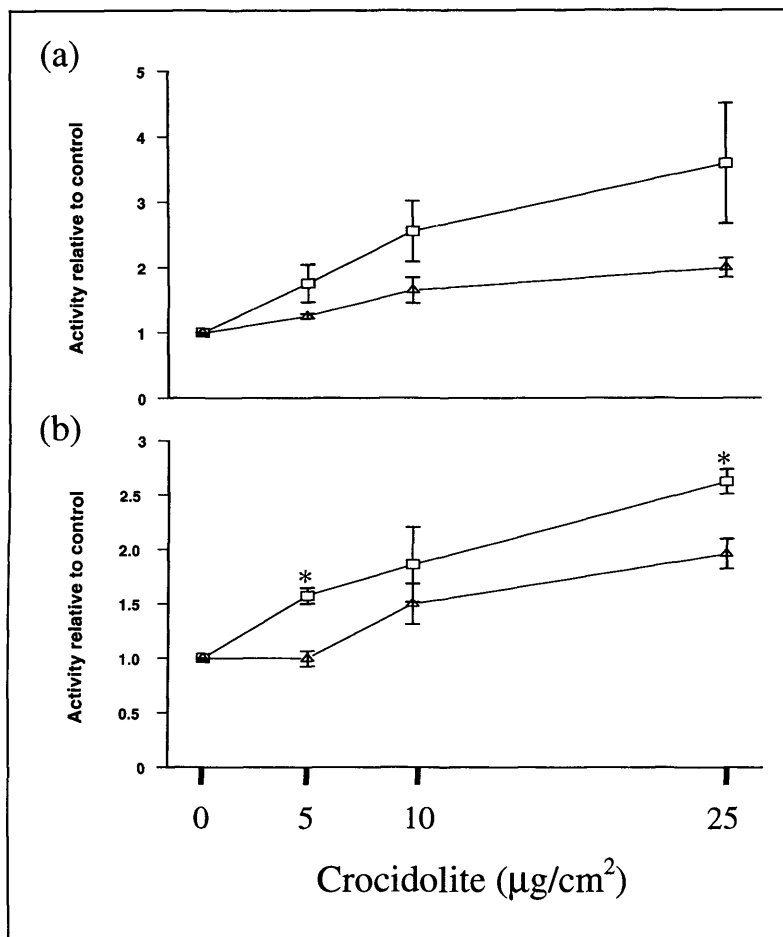 (a)
5
4
3
2
1
0
Activity relative to control
(b)
3
2.5
2.0
1.5
1.0
0.5
0
Activity relative to control
*
*
0 5 10 25
Crocidolite (µg/cm²)